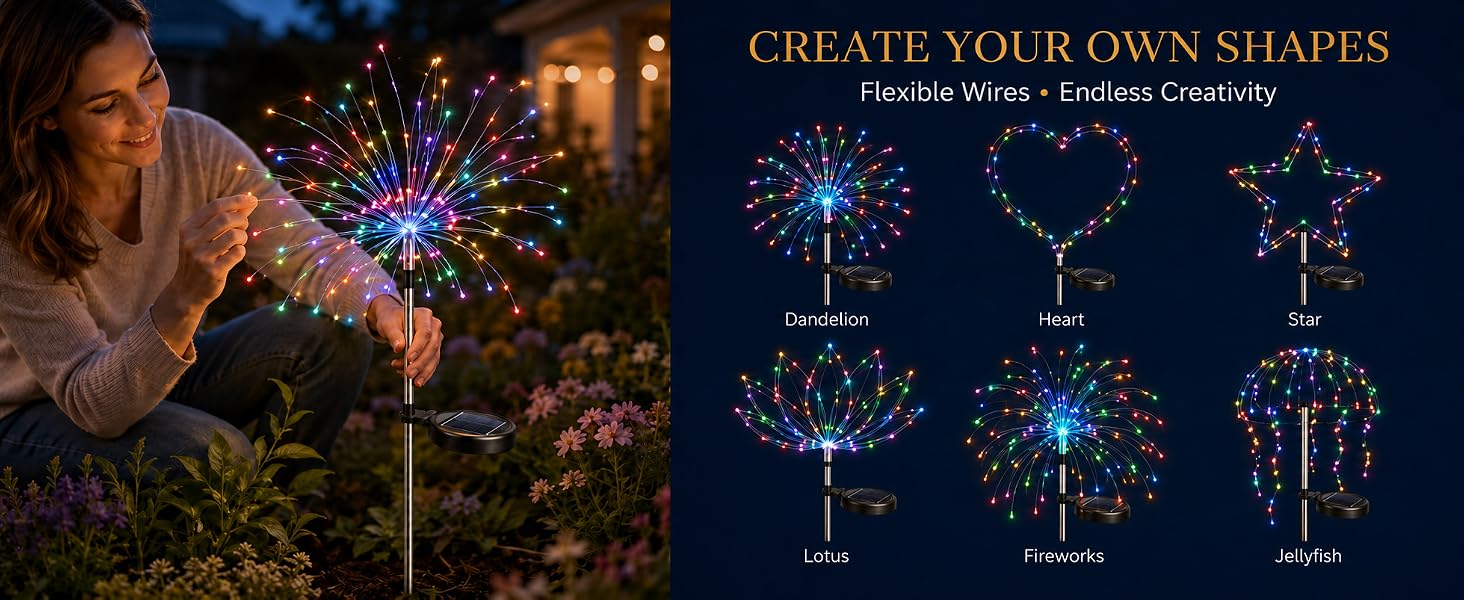 CREATE YOUR OWN SHAPES
Flexible Wires • Endless Creativity
Dandelion
Heart
Star
Lotus
Fireworks
Jellyfish